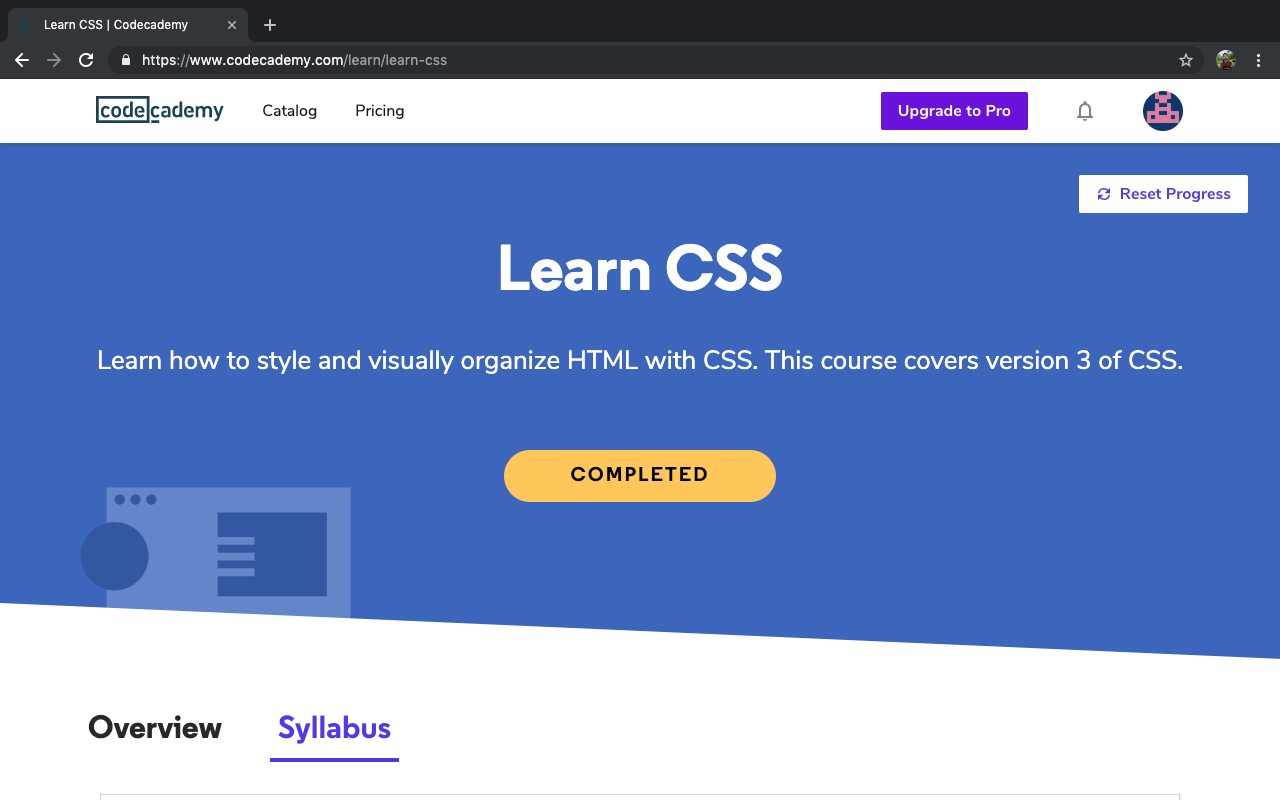 Learn CSS | Codecademy
https://www.codecademy.com/learn/learn-css
codecademy Catalog Pricing Upgrade to Pro
Reset Progress
Learn CSS
Learn how to style and visually organize HTML with CSS. This course covers version 3 of CSS.
COMPLETED
Overview Syllabus